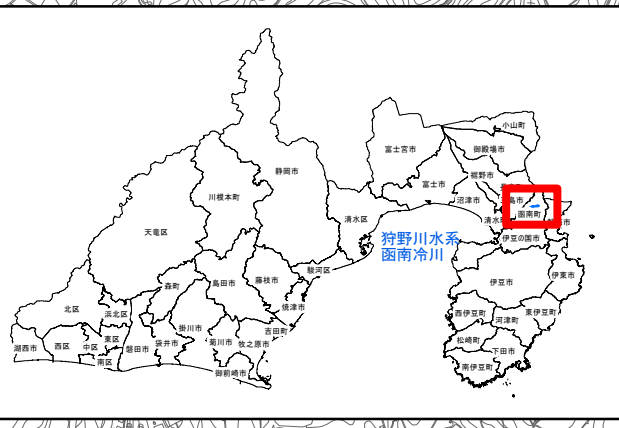 小山町
富士宮市
御殿場市
静岡市
裾野市
富士市
川根本町
沼津市
島市
函南町
清水区
清水町
市
天竜区
狩野川水系
函南冷川
伊豆の国市
駿河区
伊東市
森町
島田市
藤枝市
伊豆市
焼津市
北区
浜北区
西伊豆町
東伊豆町
河津町
掛川市
吉田町
湖西市
西区
中区
東区
磐田市
袋井市
菊川市
牧之原市
松崎町
下田市
南区
御前崎市
南伊豆町